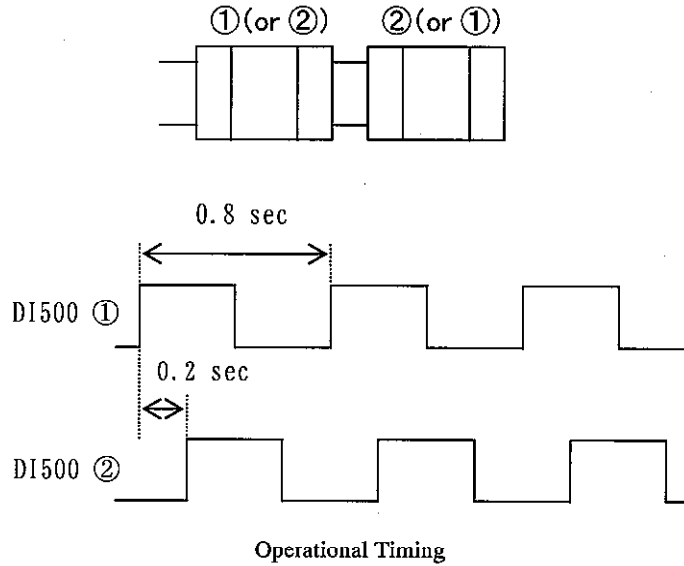 ①(or ②) ②(or ①)
0.8 sec
DI500 ①
0.2 sec
DI500 ②
Operational Timing